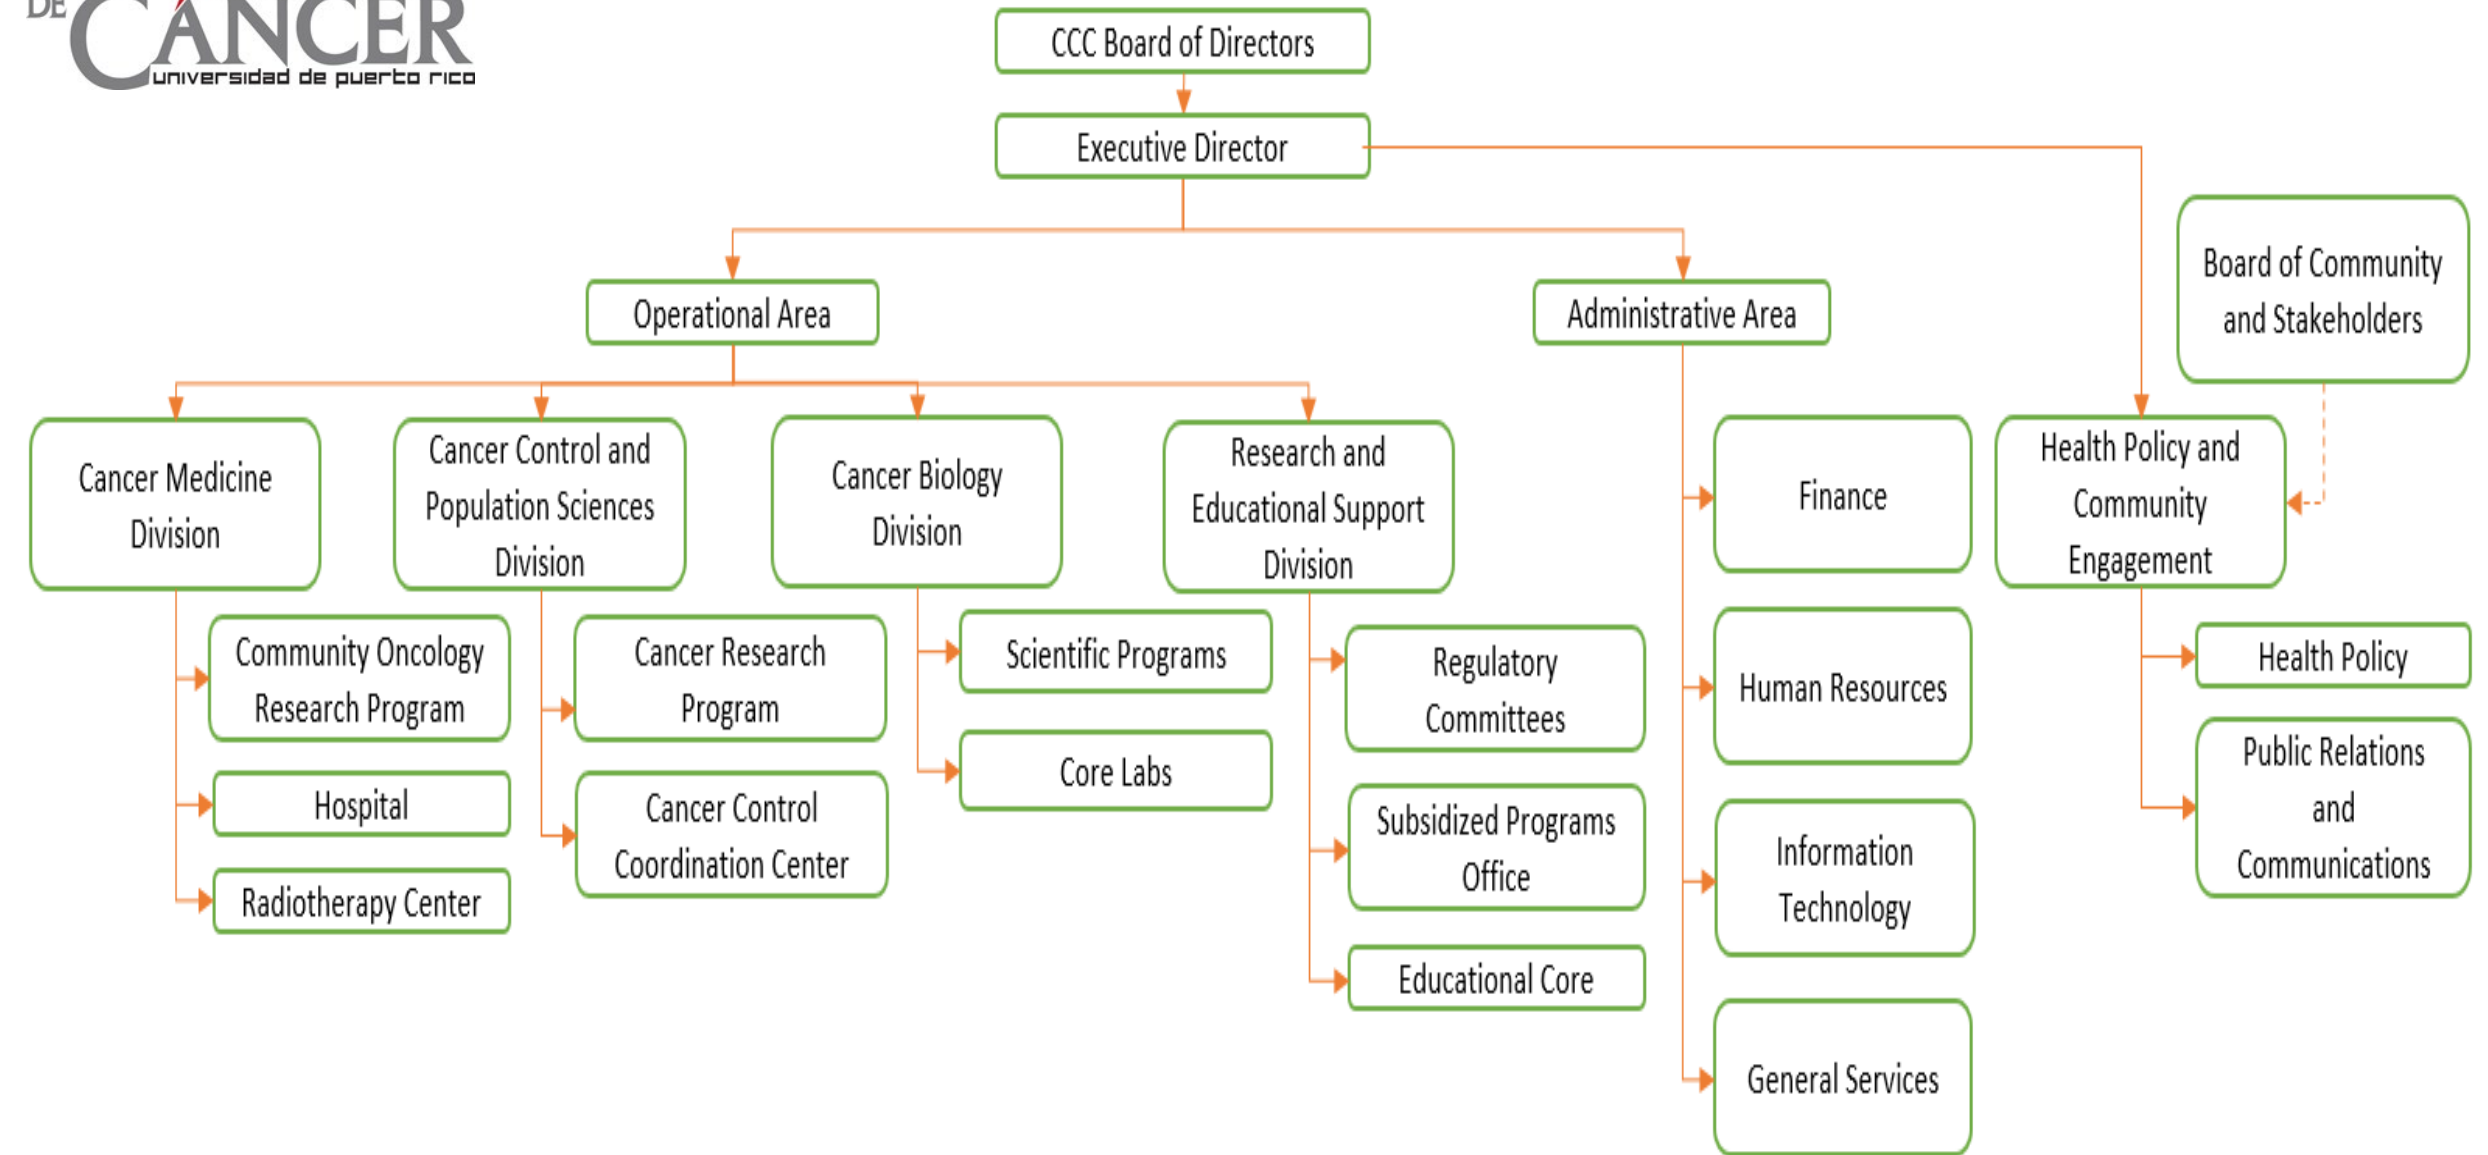 DE
CÁNCER
universidad de puerto rico
CCC Board of Directors
Executive Director
Board of Community
and Stakeholders
Operational Area
Administrative Area
Cancer Medicine
Division
Cancer Control and
Population Sciences
Division
Cancer Biology
Division
Research and
Educational Support
Division
Finance
Health Policy and
Community
Engagement
Community Oncology
Research Program
Hospital
Radiotherapy Center
Cancer Research
Program
Cancer Control
Coordination Center
Scientific Programs
Core Labs
Regulatory
Committees
Subsidized Programs
Office
Educational Core
Human Resources
Information
Technology
General Services
Health Policy
Public Relations
and
Communications